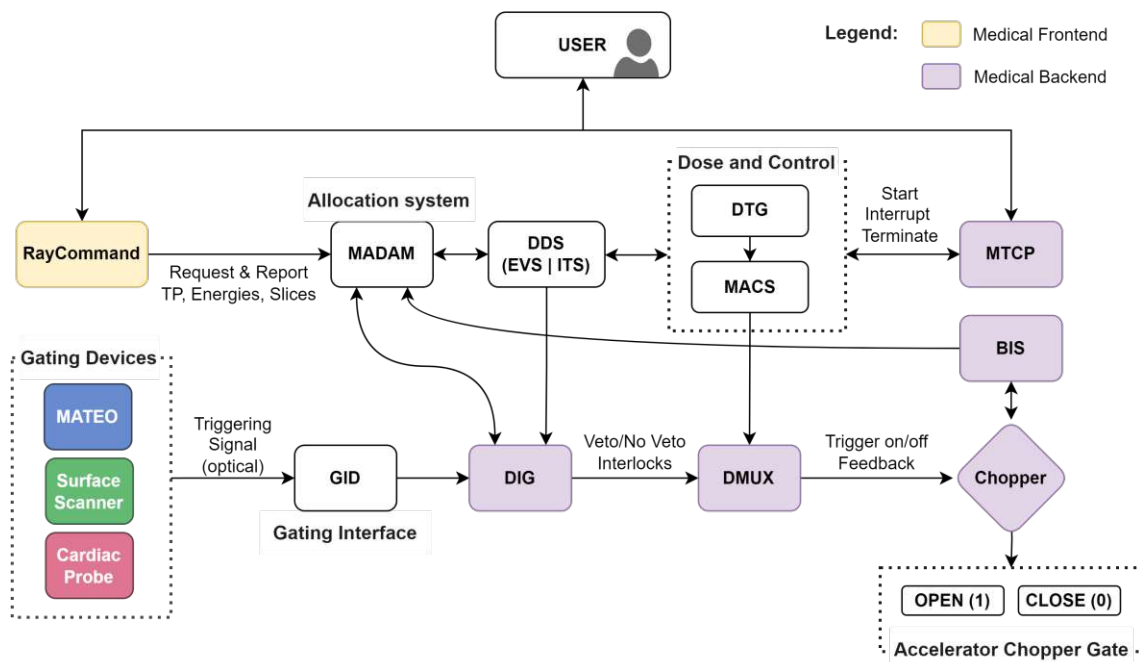 USER
Legend:
Medical Frontend
Medical Backend
Dose and Control
Allocation system
DTG
Start
Interrupt
Terminate
RayCommand
MADAM
DDS
(EVS | ITS)
MACS
MTCP
Request & Report
TP, Energies, Slices
BIS
Gating Devices
MATEO
Triggering
Signal
(optical)
Surface
Scanner
GID
DIG
Veto/No Veto
Interlocks
DMUX
Trigger on/off
Feedback
Chopper
Gating Interface
Cardiac
Probe
OPEN (1)
CLOSE (0)
Accelerator Chopper Gate